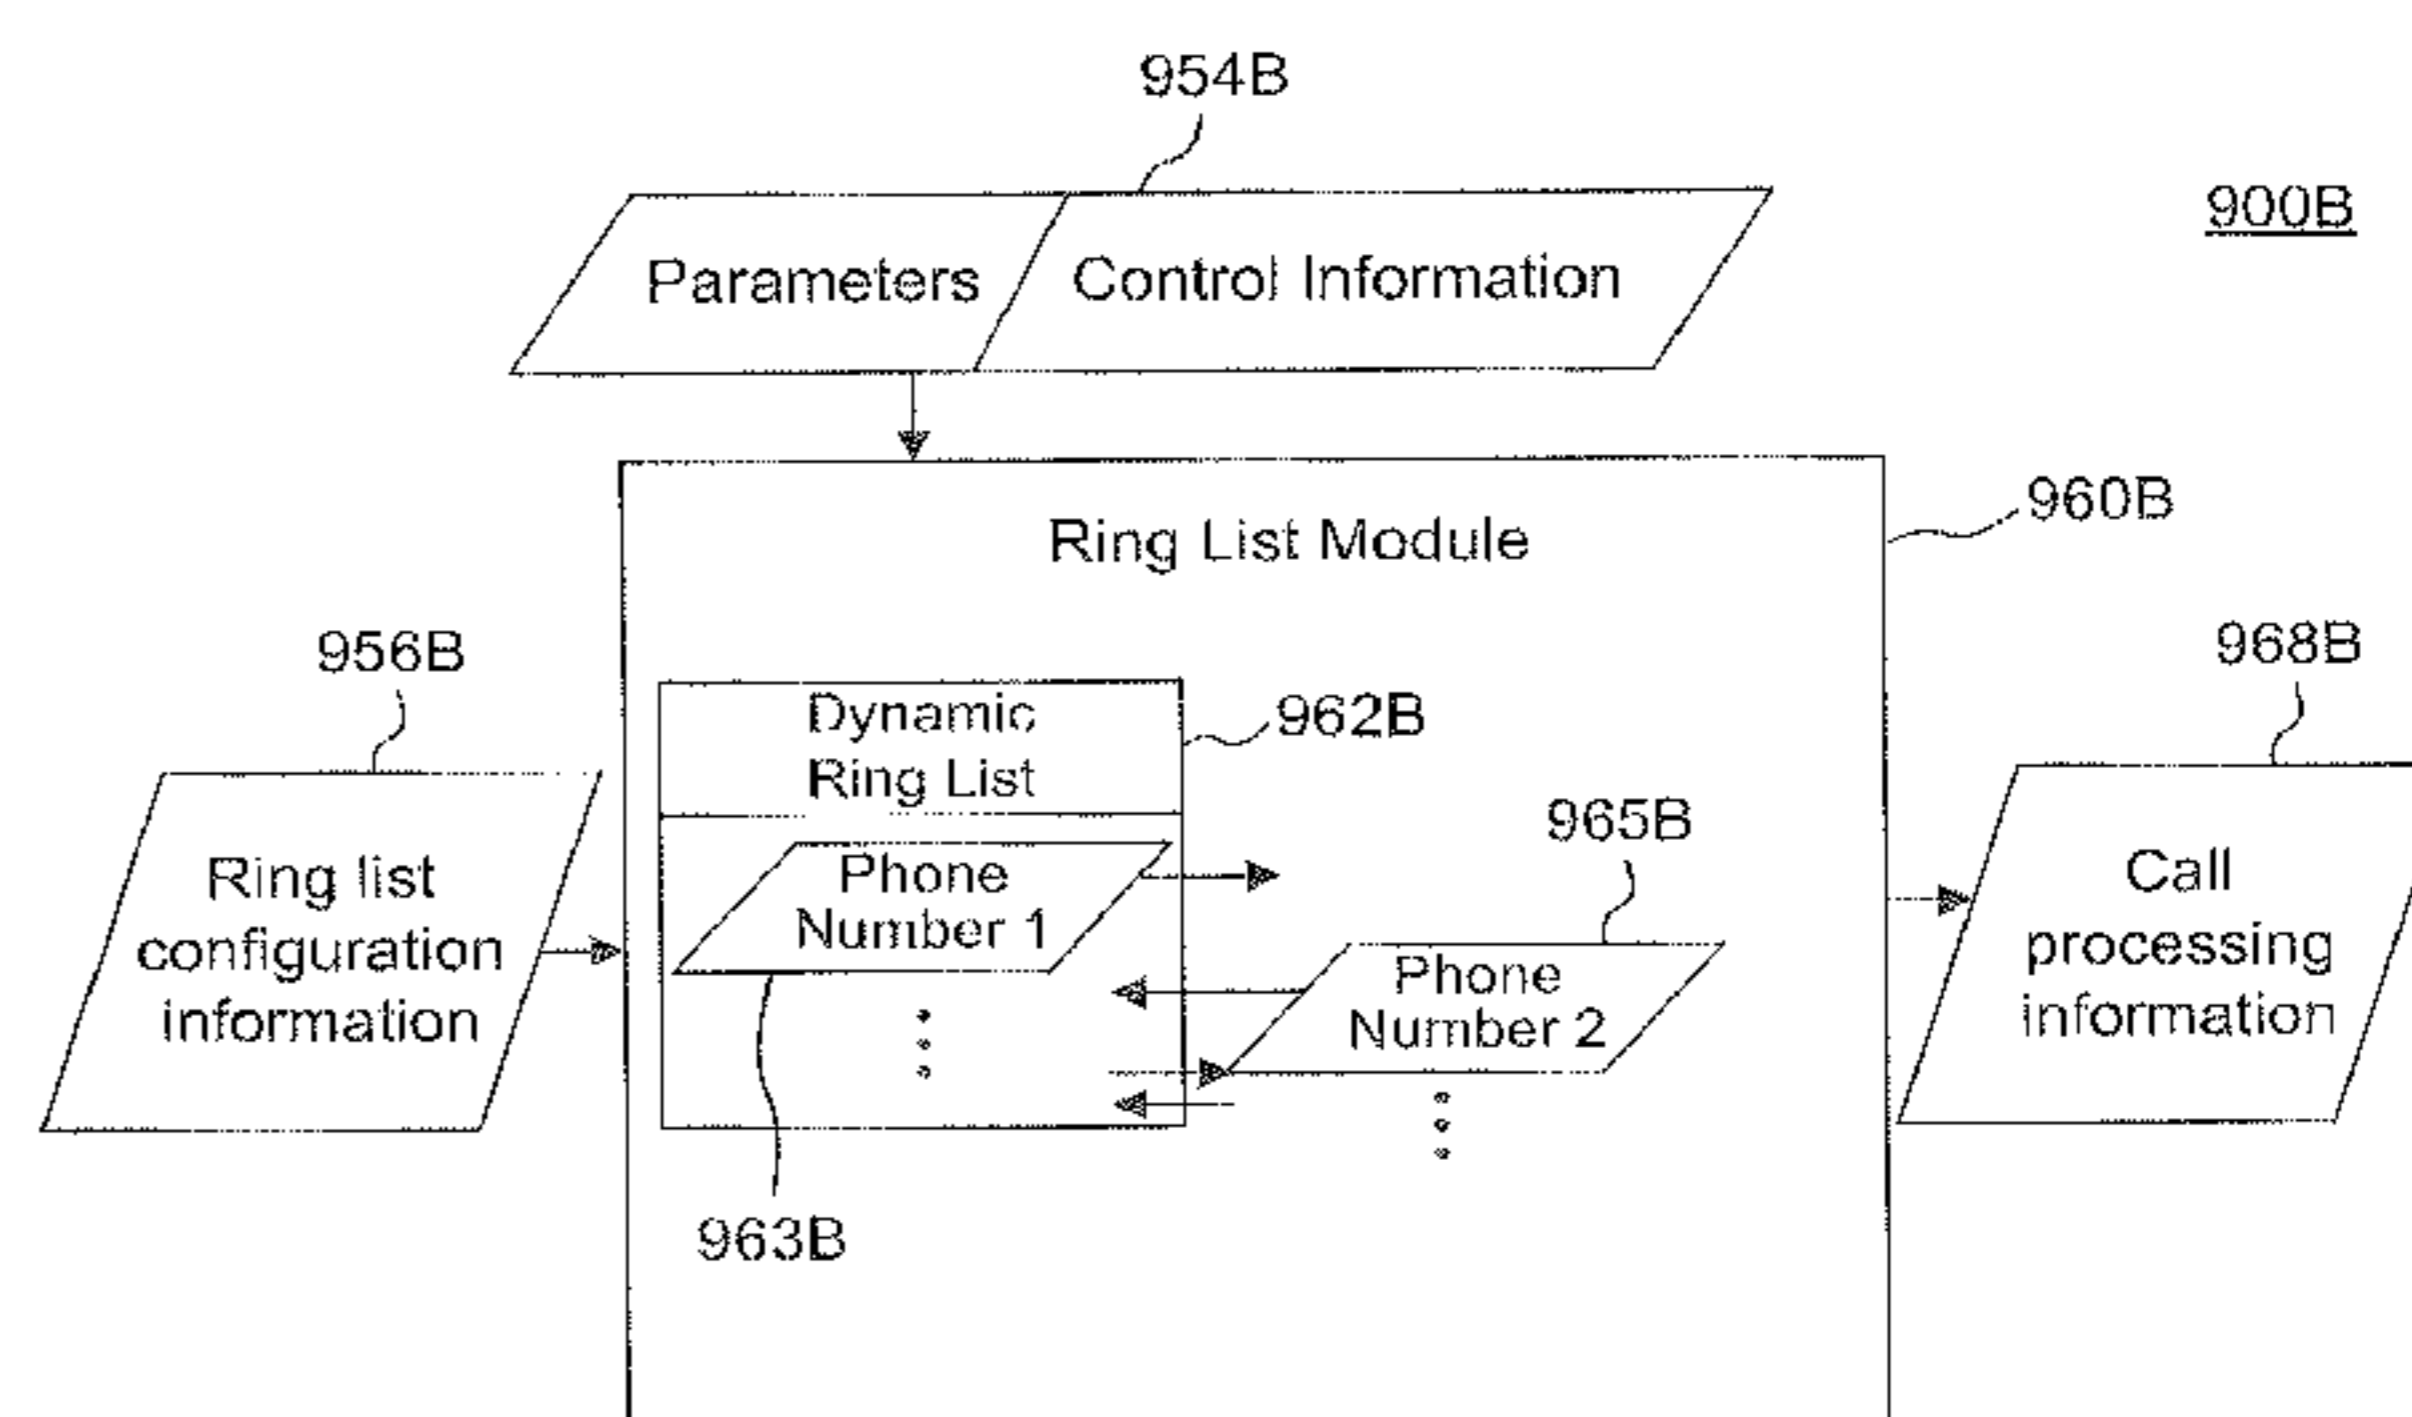 954B
900B
Parameters
Control Information
960B
Ring List Module
956B
968B
Dynamic
Ring List
962B
965B
Ring list
configuration
information
Phone
Number 1
Phone
Number 2
Call
processing
information
963B